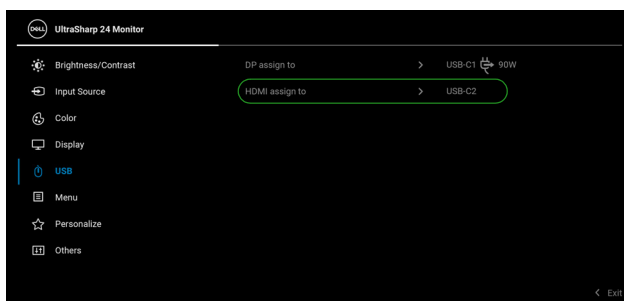 DELL UltraSharp 24 Monitor
Brightness/Contrast
DP assign to > USB-C1 90W
Input Source
HDMI assign to > USB-C2
Color
Display
USB
Menu
Personalize
Others
< Exit